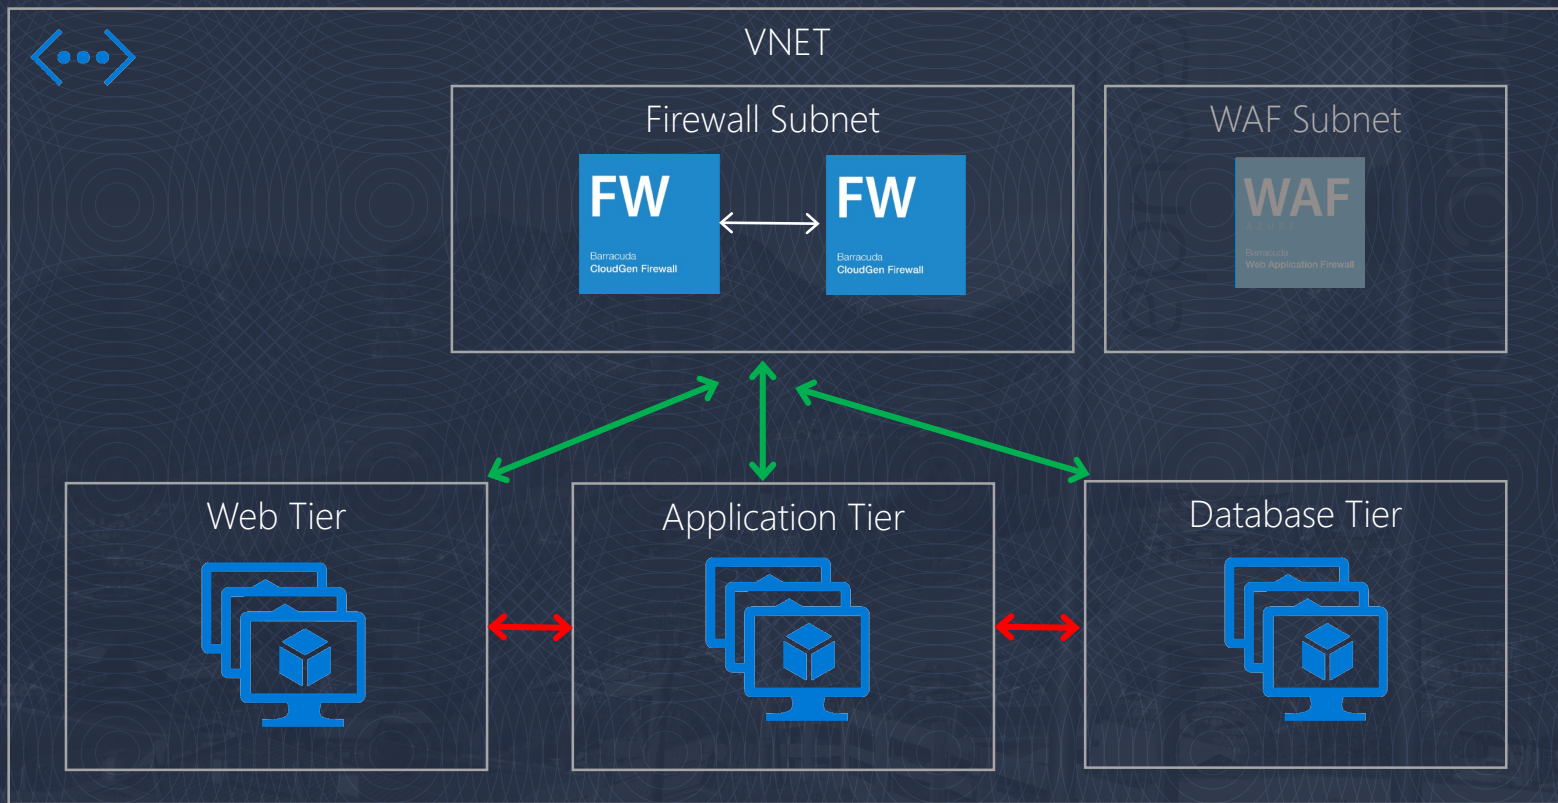 VNET
Firewall Subnet
WAF Subnet
FW
Barracuda
CloudGen Firewall
FW
Barracuda
CloudGen Firewall
WAF
AZURE
Barracuda
Web Application Firewall
Web Tier
Application Tier
Database Tier